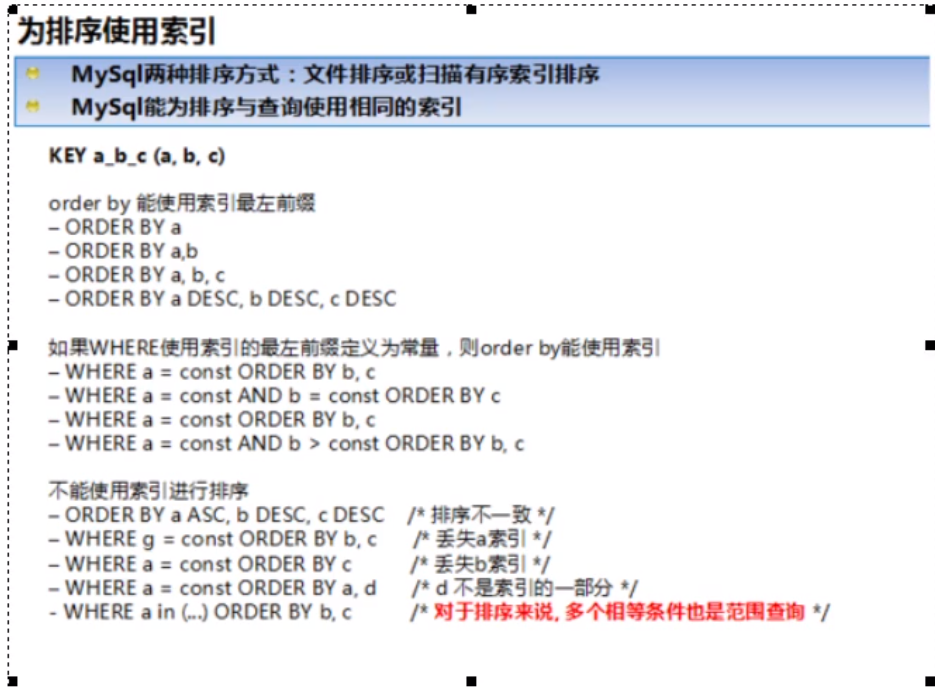 为排序使用索引
MySql两种排序方式：文件排序或扫描有序索引排序
MySql能为排序与查询使用相同的索引
KEY a_b_c (a, b, c)
order by 能使用索引最左前缀
– ORDER BY a
– ORDER BY a,b
– ORDER BY a, b, c
– ORDER BY a DESC, b DESC, c DESC
如果WHERE使用索引的最左前缀定义为常量，则order by能使用索引
– WHERE a = const ORDER BY b, c
– WHERE a = const AND b = const ORDER BY c
– WHERE a = const ORDER BY b, c
– WHERE a = const AND b > const ORDER BY b, c
不能使用索引进行排序
– ORDER BY a ASC, b DESC, c DESC /* 排序不一致 */
– WHERE g = const ORDER BY b, c /* 丢失a索引 */
– WHERE a = const ORDER BY c /* 丢失b索引 */
– WHERE a = const ORDER BY a, d /* d 不是索引的一部分 */
- WHERE a in (...) ORDER BY b, c /* 对于排序来说, 多个相等条件也是范围查询 */